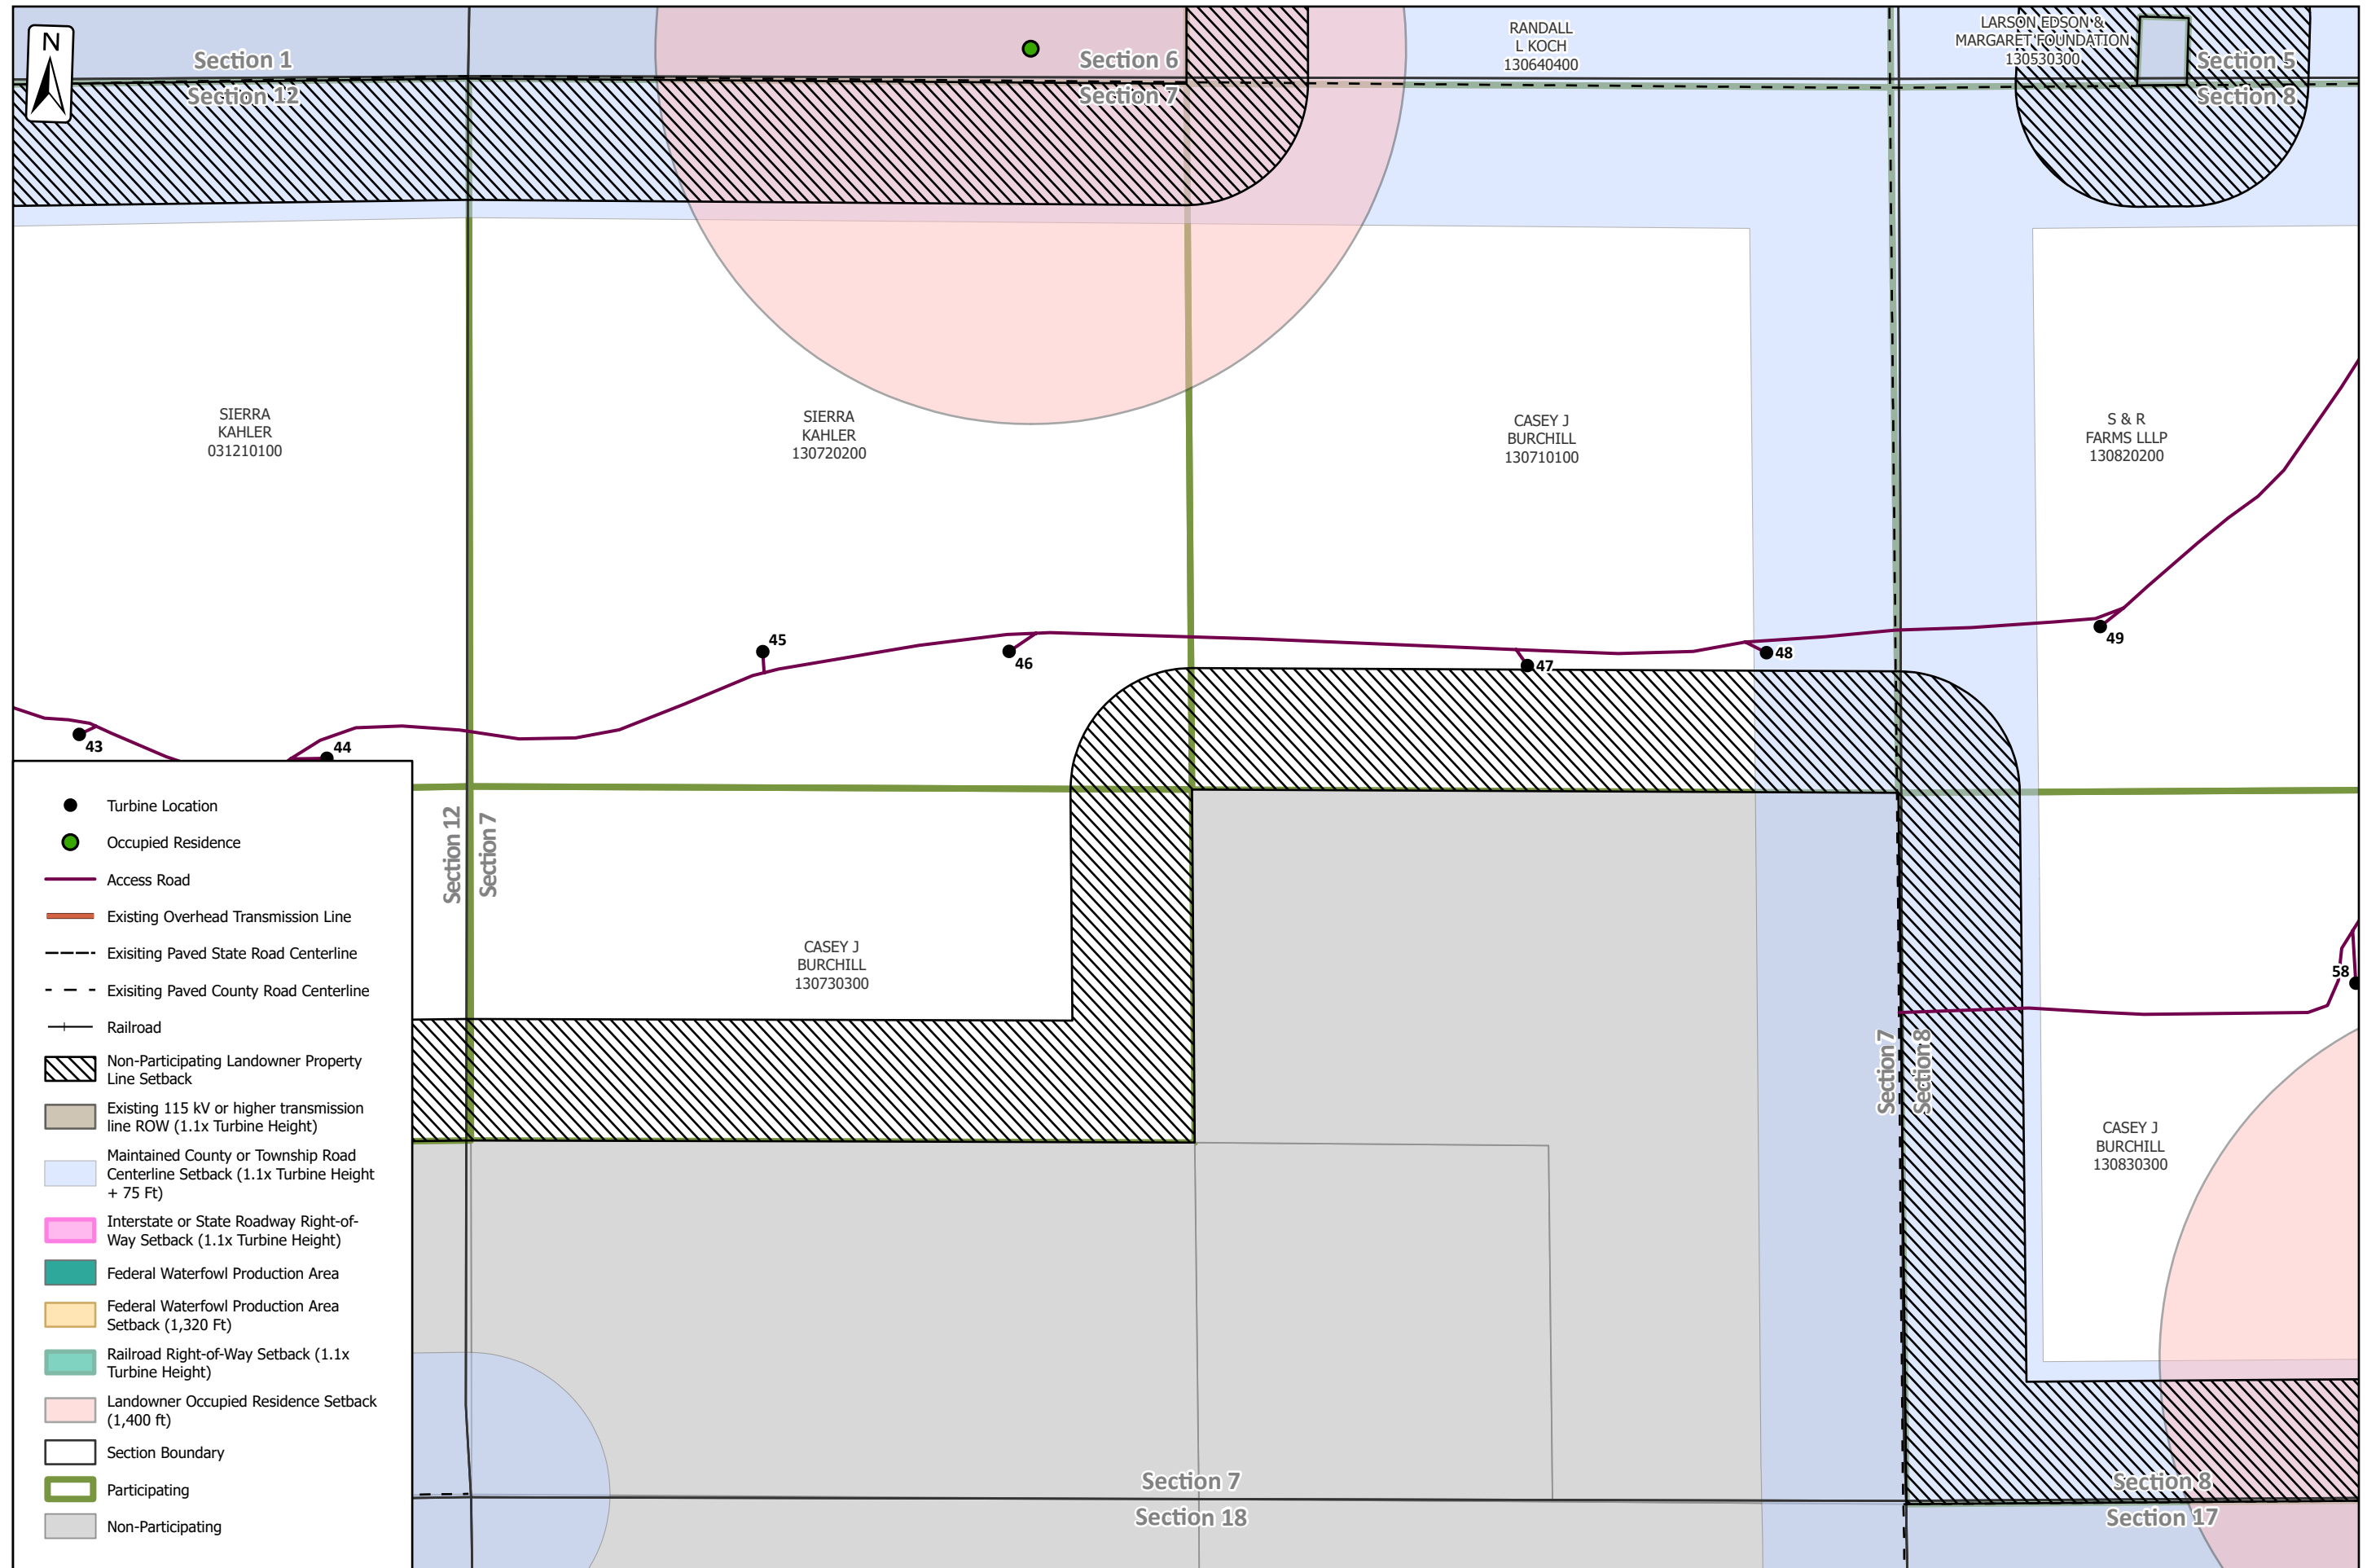 N
Section 1
Section 12
Section 6
Section 7
RANDALL
L KOCH
130640400
LARSON EDSON &
MARGARET FOUNDATION
130530300
Section 5
Section 8
SIERRA
KAHLER
031210100
SIERRA
KAHLER
130720200
CASEY J
BURCHILL
130710100
S & R
FARMS LLLP
130820200
43
44
45
46
47
48
49
58
Section 12
Section 7
CASEY J
BURCHILL
130730300
Section 7
Section 8
CASEY J
BURCHILL
130830300
Section 7
Section 18
Section 8
Section 17
Turbine Location
Occupied Residence
Access Road
Existing Overhead Transmission Line
Exisiting Paved State Road Centerline
Exisiting Paved County Road Centerline
Railroad
Non-Participating Landowner Property
Line Setback
Existing 115 kV or higher transmission
line ROW (1.1x Turbine Height)
Maintained County or Township Road
Centerline Setback (1.1x Turbine Height
+ 75 Ft)
Interstate or State Roadway Right-of-
Way Setback (1.1x Turbine Height)
Federal Waterfowl Production Area
Federal Waterfowl Production Area
Setback (1,320 Ft)
Railroad Right-of-Way Setback (1.1x
Turbine Height)
Landowner Occupied Residence Setback
(1,400 ft)
Section Boundary
Participating
Non-Participating